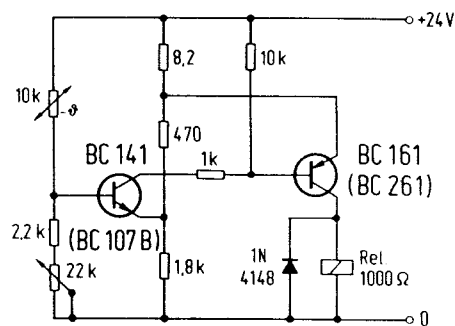 +24V
8,2
10k
10k
-ϑ
470
BC 141
1k
BC 161
(BC 261)
2,2k
(BC 107B)
22k
1,8k
1N
4148
Rel.
1000 Ω
0